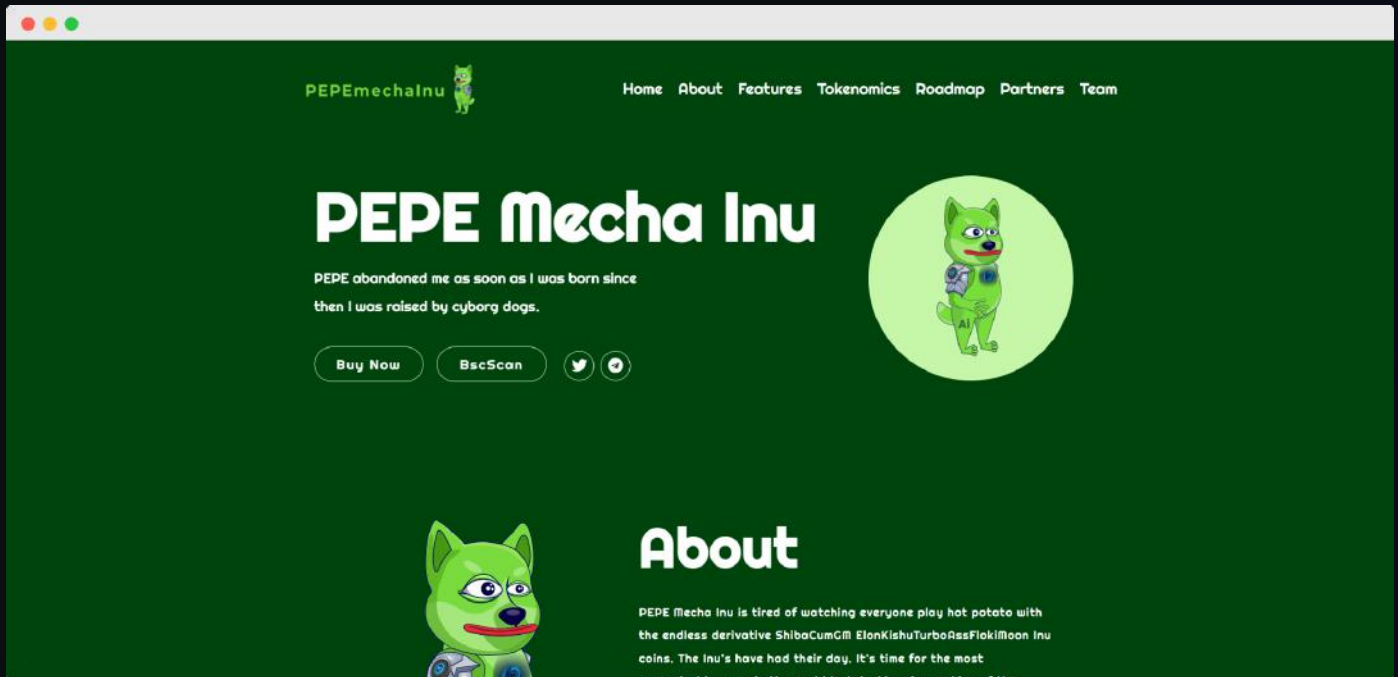 PEPEmechaInu
Home About Features Tokenomics Roadmap Partners Team
PEPE Mecha Inu
PEPE abandoned me as soon as I was born since
then I was raised by cyborg dogs.
Buy Now BscScan
Ai
About
PEPE Mecha Inu is tired of watching everyone play hot potato with
the endless derivative ShibaCumGM ElonKishuTurboAssFlokiMoon Inu
coins. The Inu's have had their day. It's time for the most